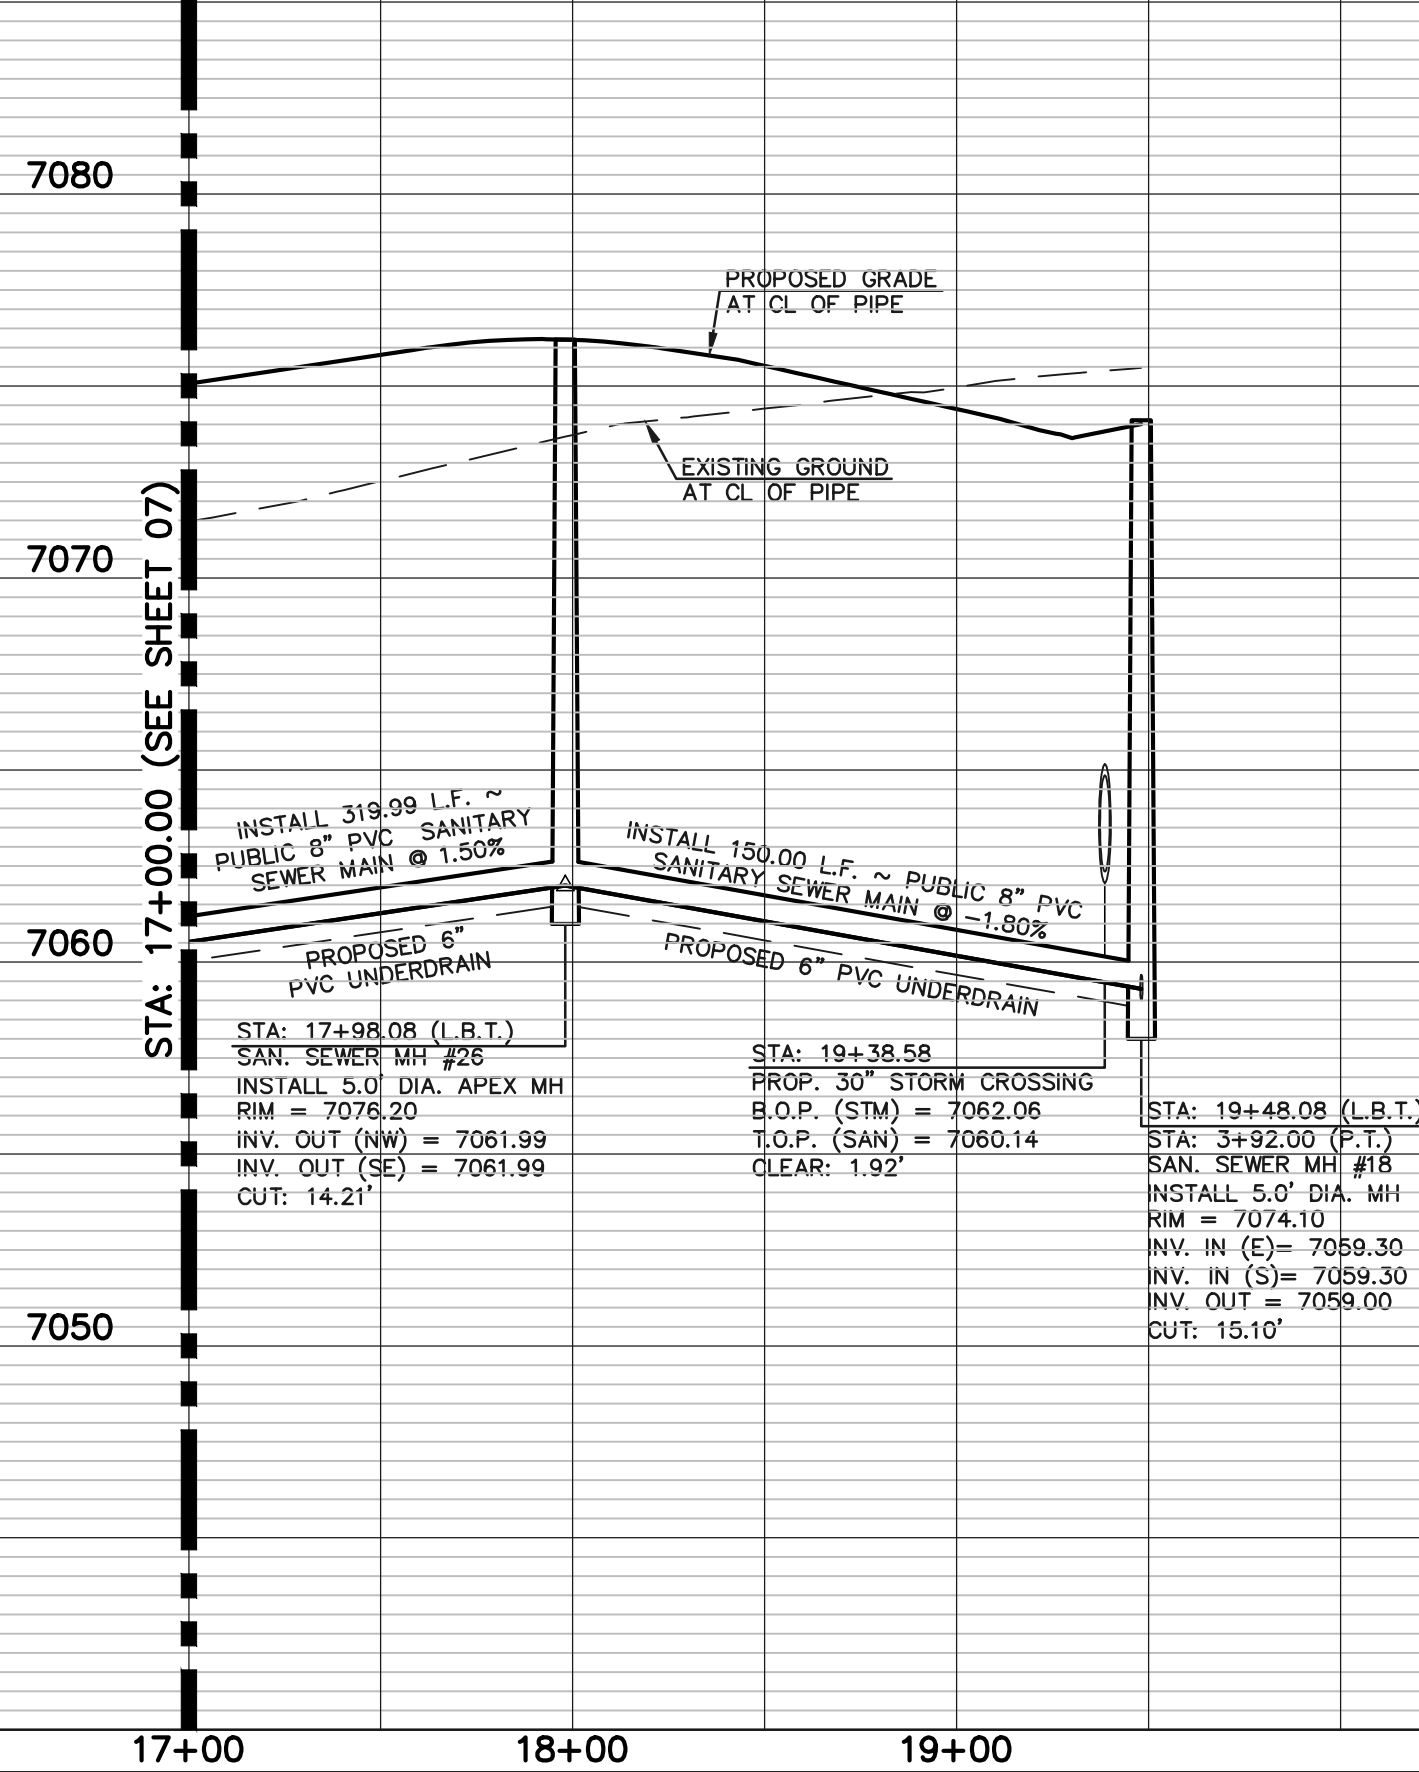 7080
7070
7060
7050
STA: 17+00.00 (SEE SHEET 07)
PROPOSED GRADE
AT CL OF PIPE
EXISTING GROUND
AT CL OF PIPE
INSTALL 319.99 L.F. ~
PUBLIC 8" PVC SANITARY
SEWER MAIN @ 1.50%
INSTALL 150.00 L.F. ~ PUBLIC 8" PVC
SANITARY SEWER MAIN @ -1.80%
PROPOSED 6"
PVC UNDERDRAIN
PROPOSED 6" PVC UNDERDRAIN
STA: 17+98.08 (L.B.T.)
SAN. SEWER MH #26
INSTALL 5.0' DIA. APEX MH
RIM = 7076.20
INV. OUT (NW) = 7061.99
INV. OUT (SE) = 7061.99
CUT: 14.21'
STA: 19+38.58
PROP. 30" STORM CROSSING
B.O.P. (STM) = 7062.06
T.O.P. (SAN) = 7060.14
CLEAR: 1.92'
STA: 19+48.08 (L.B.T.)
STA: 3+92.00 (P.T.)
SAN. SEWER MH #18
INSTALL 5.0' DIA. MH
RIM = 7074.10
INV. IN (E)= 7059.30
INV. IN (S)= 7059.30
INV. OUT = 7059.00
CUT: 15.10'
17+00
18+00
19+00